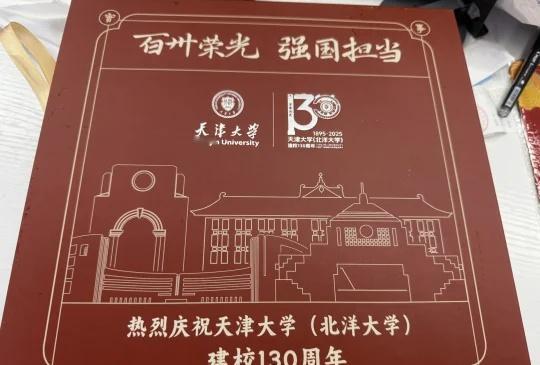 百卅荣光 强国担当
天津大学
University
130
1895-2025
天津大学(北洋大学)
建校130周年
热烈庆祝天津大学(北洋大学)
建校130周年